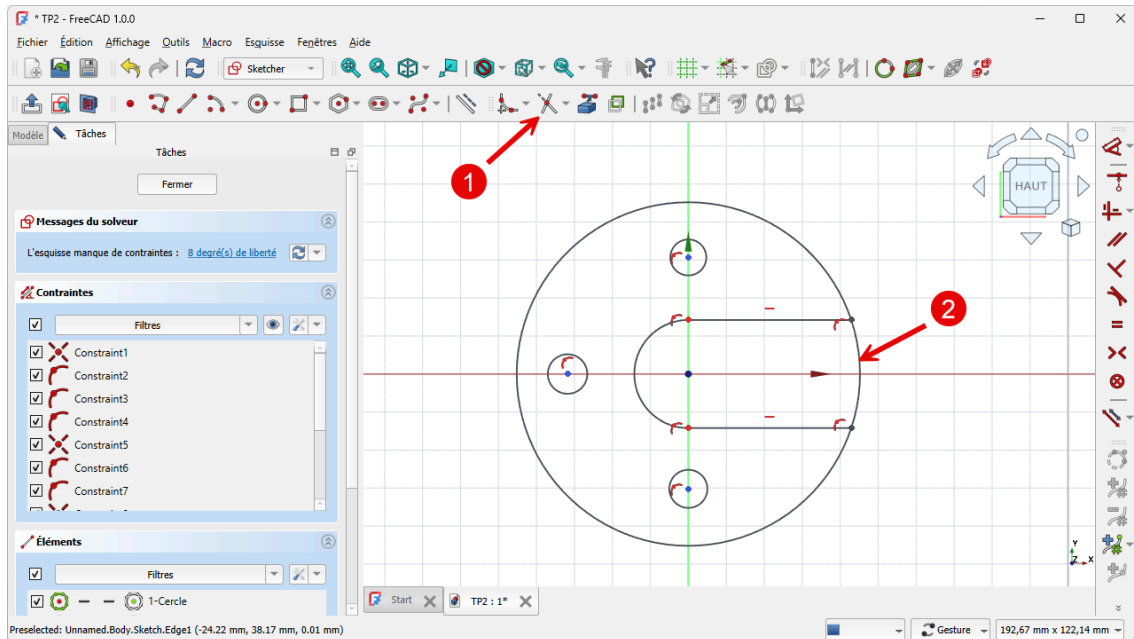 * TP2 - FreeCAD 1.0.0
Fichier Édition Affichage Outils Macro Esquisse Fenêtres Aide
Sketcher
1
Modèle Tâches
Tâches
Fermer
HAUT
Messages du solveur
L'esquisse manque de contraintes : 8 degré(s) de liberté
Contraintes
2
Filtres
Constraint1
Constraint2
Constraint3
Constraint4
Constraint5
Constraint6
Constraint7
Éléments
Y
Z X
Filtres
1-Cercle
Start TP2 : 1*
Preselected: Unnamed.Body.Sketch.Edge1 (-24.22 mm, 38.17 mm, 0.01 mm)
Gesture 192,67 mm x 122,14 mm